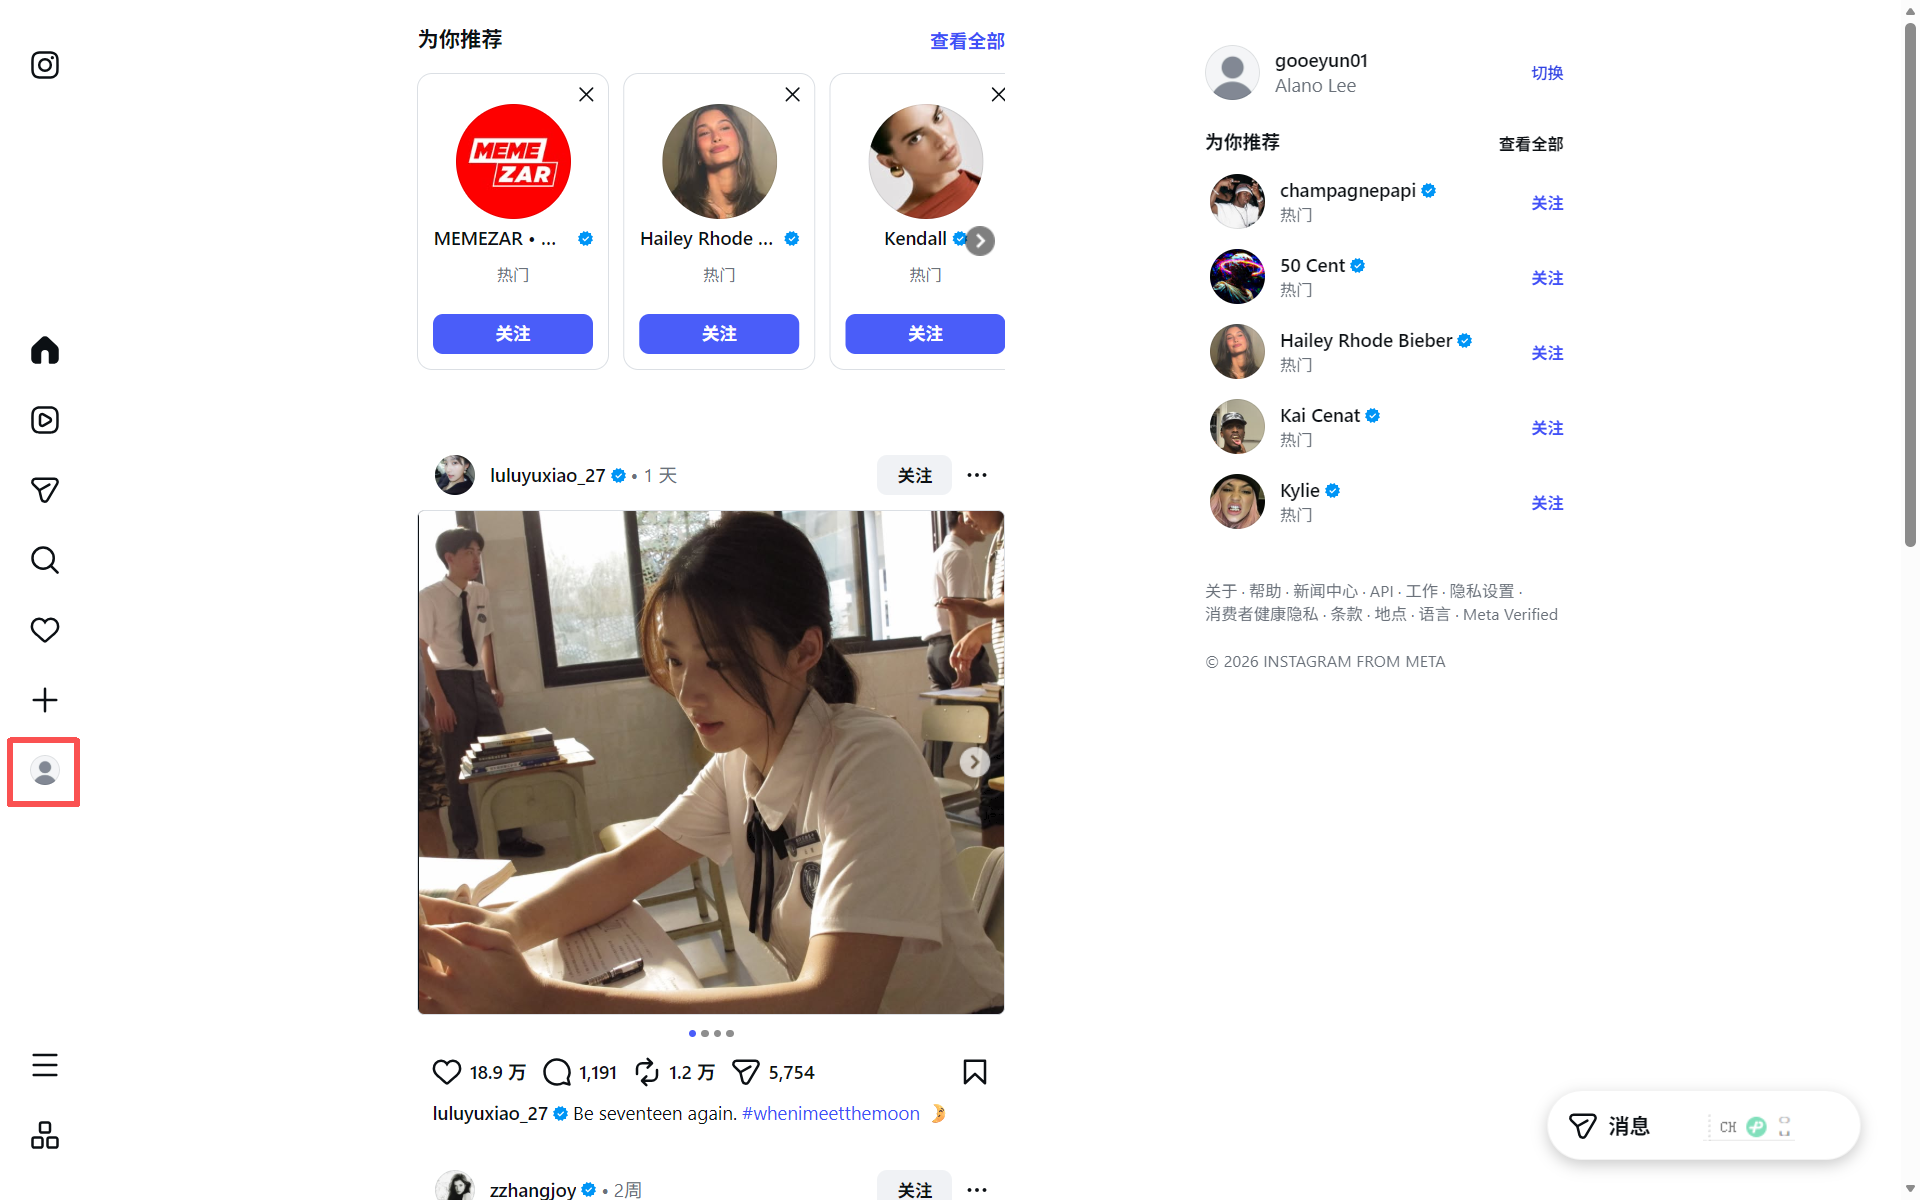 为你推荐
查看全部
MEME
ZAR
MEMEZAR • ...
热门
关注
Hailey Rhode ...
热门
关注
Kendall
热门
关注
luluyuxiao_27 • 1 天
关注
18.9 万 1,191 1.2 万 5,754
luluyuxiao_27 Be seventeen again. #whenimeetthemoon 🌛
zzhangjoy • 2周
关注
gooeyun01
Alano Lee
切换
为你推荐
查看全部
champagnepapi
热门
关注
50 Cent
热门
关注
Hailey Rhode Bieber
热门
关注
Kai Cenat
热门
关注
Kylie
热门
关注
关于 · 帮助 · 新闻中心 · API · 工作 · 隐私设置 ·
消费者健康隐私 · 条款 · 地点 · 语言 · Meta Verified
© 2026 INSTAGRAM FROM META
消息
CH